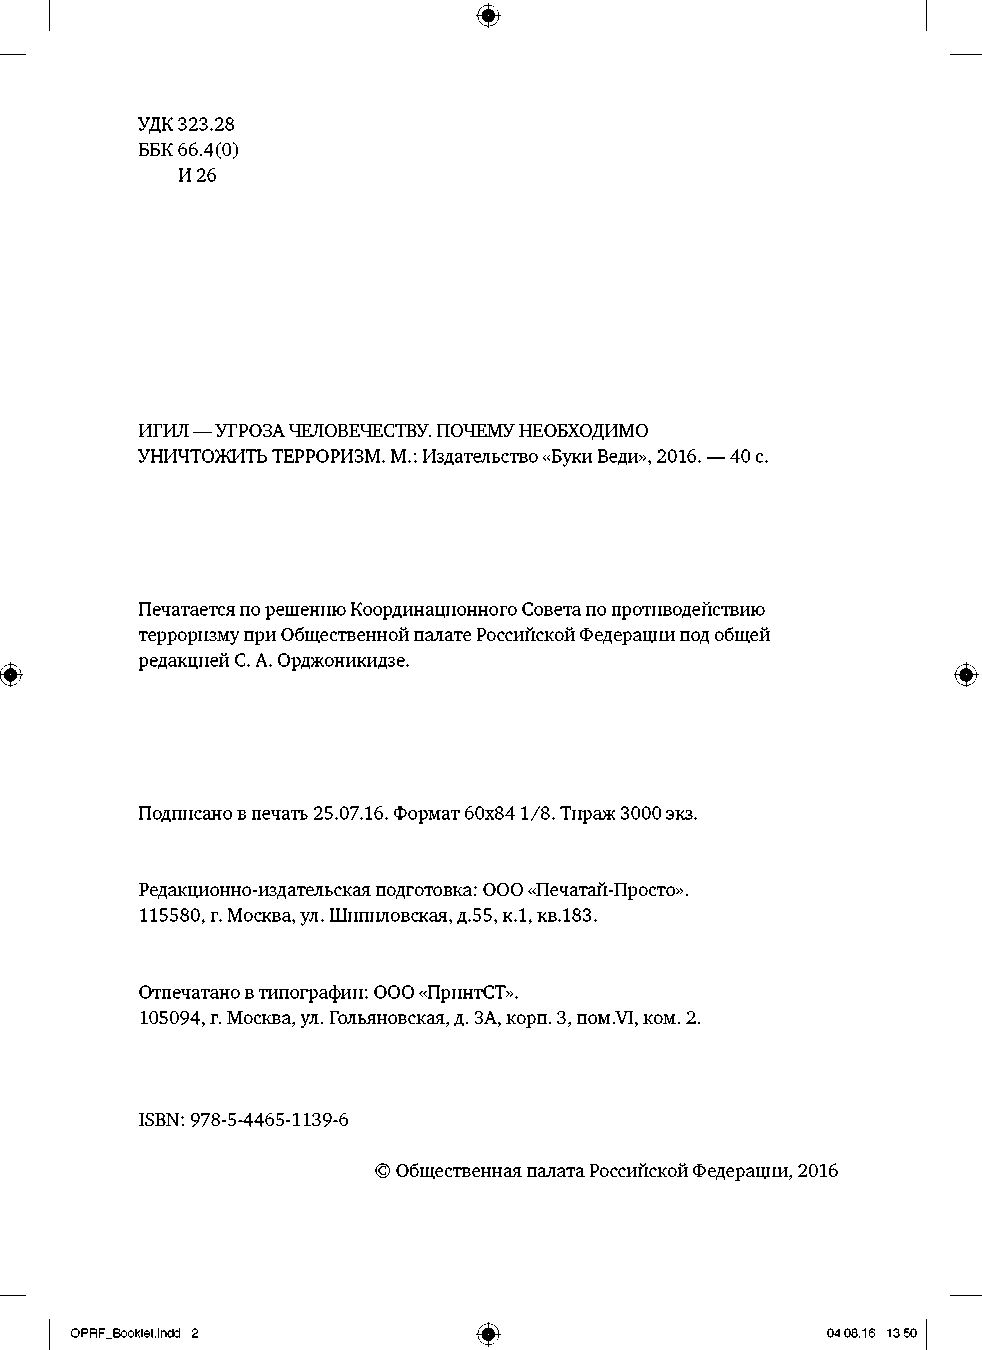 УДК 323.28
ББК 66.4(0)
И 26
ИГИЛ — УГРОЗА ЧЕЛОВЕЧЕСТВУ. ПОЧЕМУ НЕОБХОДИМО
УНИЧТОЖИТЬ ТЕРРОРИЗМ. М.: Издательство «Буки Веди», 2016. — 40 с.
Печатается по решению Координационного Совета по противодействию
терроризму при Общественной палате Российской Федерации под общей
редакцией С. А. Орджоникидзе.
Подписано в печать 25.07.16. Формат 60х84 1/8. Тираж 3000 экз.
Редакционно-издательская подготовка: ООО «Печатай-Просто».
115580, г. Москва, ул. Шипиловская, д.55, к.1, кв.183.
Отпечатано в типографии: ООО «ПринтСТ».
105094, г. Москва, ул. Гольяновская, д. 3А, корп. 3, пом.VI, ком. 2.
ISBN: 978-5-4465-1139-6
© Общественная палата Российской Федерации, 2016
OPRF_Booklet.indd 2
04.08.16 13:50